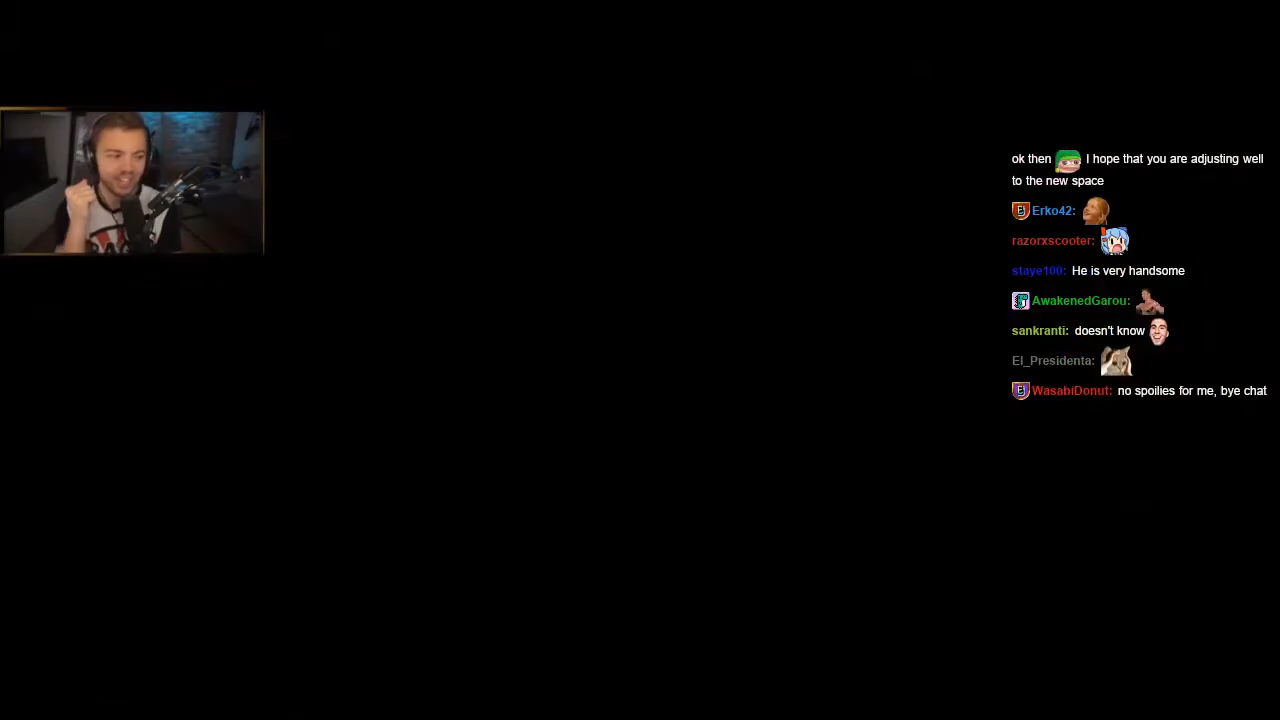 ok then I hope that you are adjusting well
to the new space
Erko42:
razorxscooter:
staye100: He is very handsome
AwakenedGarou:
sankranti: doesn't know
El_Presidenta:
WasabiDonut: no spoilies for me, bye chat